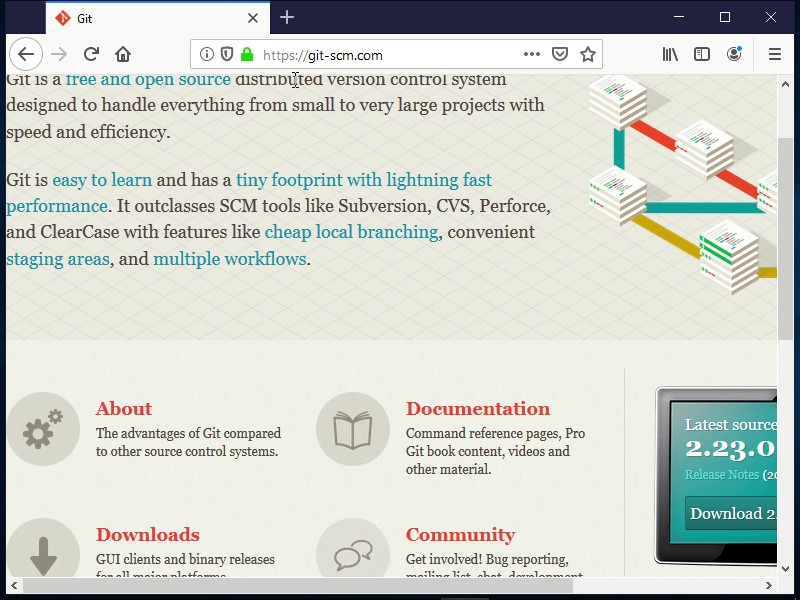 Git
https://git-scm.com
Git is a free and open source distributed version control system
designed to handle everything from small to very large projects with
speed and efficiency.
Git is easy to learn and has a tiny footprint with lightning fast
performance. It outclasses SCM tools like Subversion, CVS, Perforce,
and ClearCase with features like cheap local branching, convenient
staging areas, and multiple workflows.
About
The advantages of Git compared
to other source control systems.
Documentation
Command reference pages, Pro
Git book content, videos and
other material.
Latest source
2.23.0
Release Notes (20
Download 2.
Downloads
GUI clients and binary releases
for all major platforms.
Community
Get involved! Bug reporting,
mailing list, chat, development